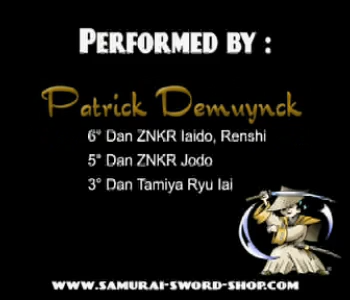 PERFORMED BY :
Patrick Demuynck
6° Dan ZNKR Iaido, Renshi
5° Dan ZNKR Jodo
3° Dan Tamiya Ryu Iai
WWW.SAMURAI-SWORD-SHOP.COM